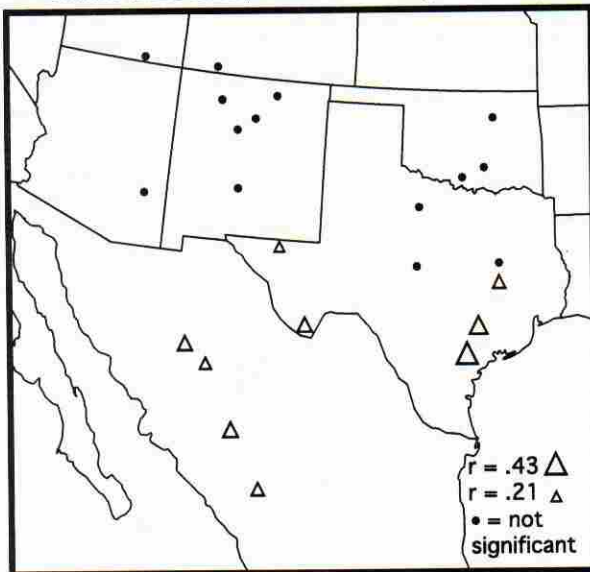 r = .43 △
r = .21 △
• = not
significant